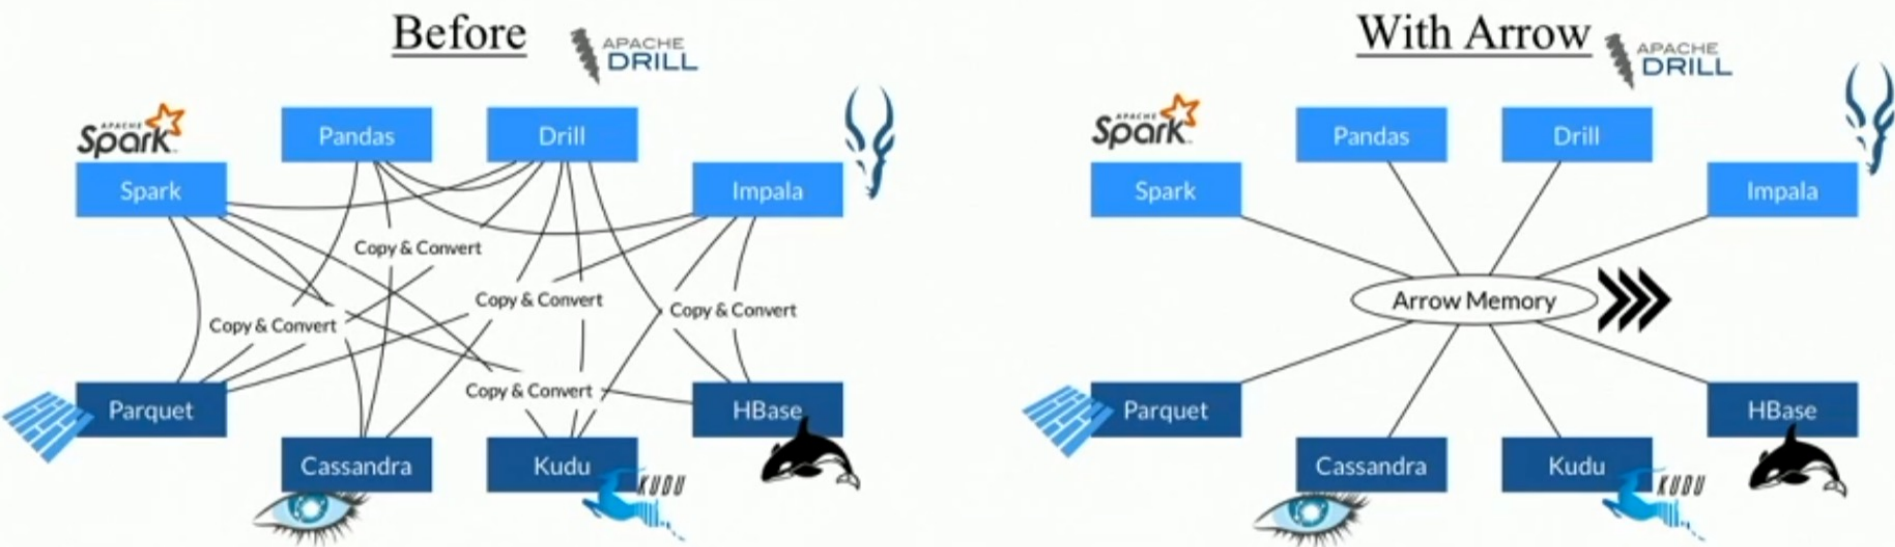 Before
APACHE
DRILL
APACHE
Spark
Pandas
Drill
Spark
Impala
Copy & Convert
Copy & Convert
Copy & Convert
Copy & Convert
Copy & Convert
Parquet
HBase
Cassandra
Kudu
KUDU
With Arrow
APACHE
DRILL
APACHE
Spark
Pandas
Drill
Spark
Impala
Arrow Memory
Parquet
HBase
Cassandra
Kudu
KUDU